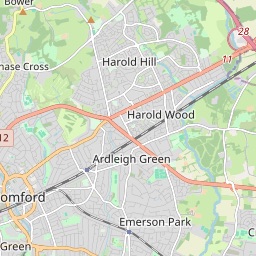 Bower
28
Harold Hill
11
hase Cross
Harold Wood
12
Ardleigh Green
omford
Emerson Park
Green
C